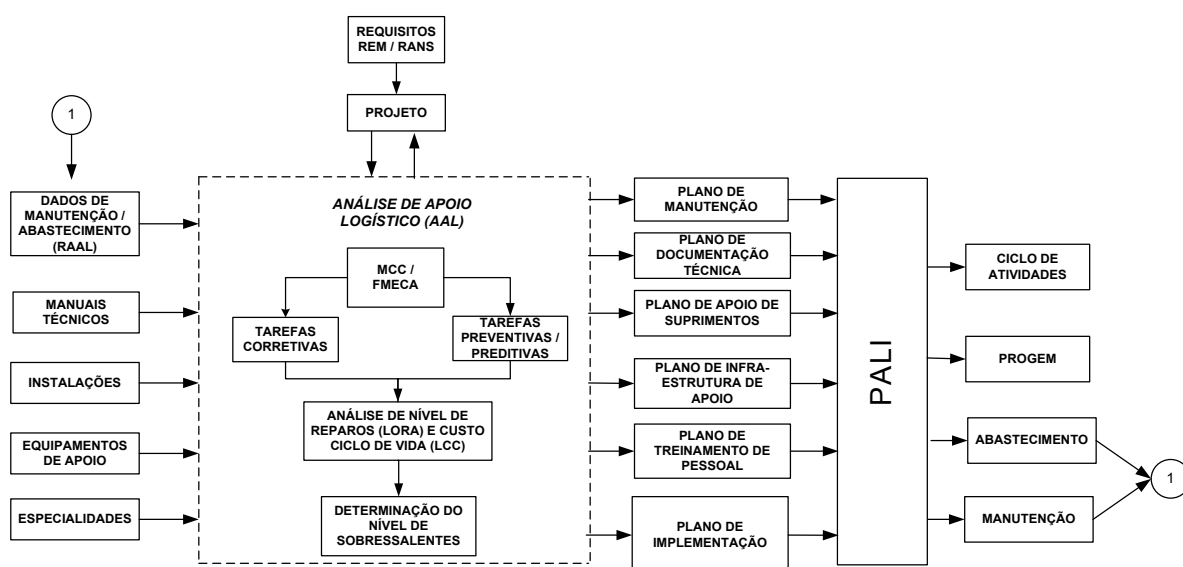 REQUISITOS
REM / RANS
PROJETO
1
DADOS DE
MANUTENÇÃO /
ABASTECIMENTO
(RAAL)
MANUAIS
TÉCNICOS
INSTALAÇÕES
EQUIPAMENTOS
DE APOIO
ESPECIALIDADES
ANÁLISE DE APOIO
LOGÍSTICO (AAL)
MCC /
FMECA
TAREFAS
CORRETIVAS
TAREFAS
PREVENTIVAS /
PREDITIVAS
ANÁLISE DE NÍVEL DE
REPAROS (LORA) E CUSTO
CICLO DE VIDA (LCC)
DETERMINAÇÃO DO
NÍVEL DE
SOBRESSALENTES
PLANO DE
MANUTENÇÃO
PLANO DE
DOCUMENTAÇÃO
TÉCNICA
PLANO DE APOIO DE
SUPRIMENTOS
PLANO DE INFRA-
ESTRUTURA DE
APOIO
PLANO DE
TREINAMENTO DE
PESSOAL
PLANO DE
IMPLEMENTAÇÃO
PALI
CICLO DE
ATIVIDADES
PROGEM
ABASTECIMENTO
MANUTENÇÃO
1